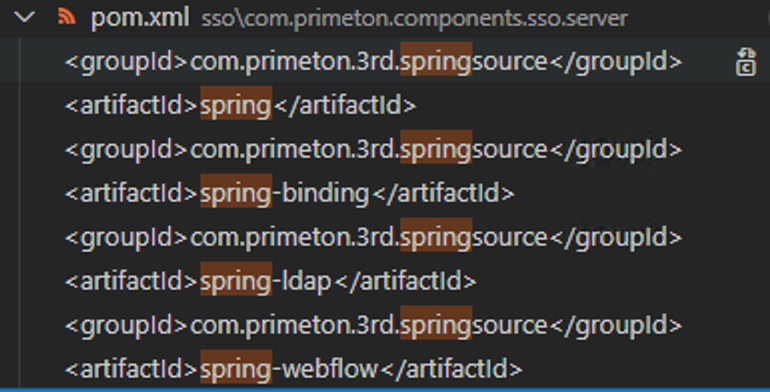 pom.xml sso\com.primeton.components.sso.server
<groupId>com.primeton.3rd.springsource</groupId>
<artifactId>spring</artifactId>
<groupId>com.primeton.3rd.springsource</groupId>
<artifactId>spring-binding</artifactId>
<groupId>com.primeton.3rd.springsource</groupId>
<artifactId>spring-ldap</artifactId>
<groupId>com.primeton.3rd.springsource</groupId>
<artifactId>spring-webflow</artifactId>